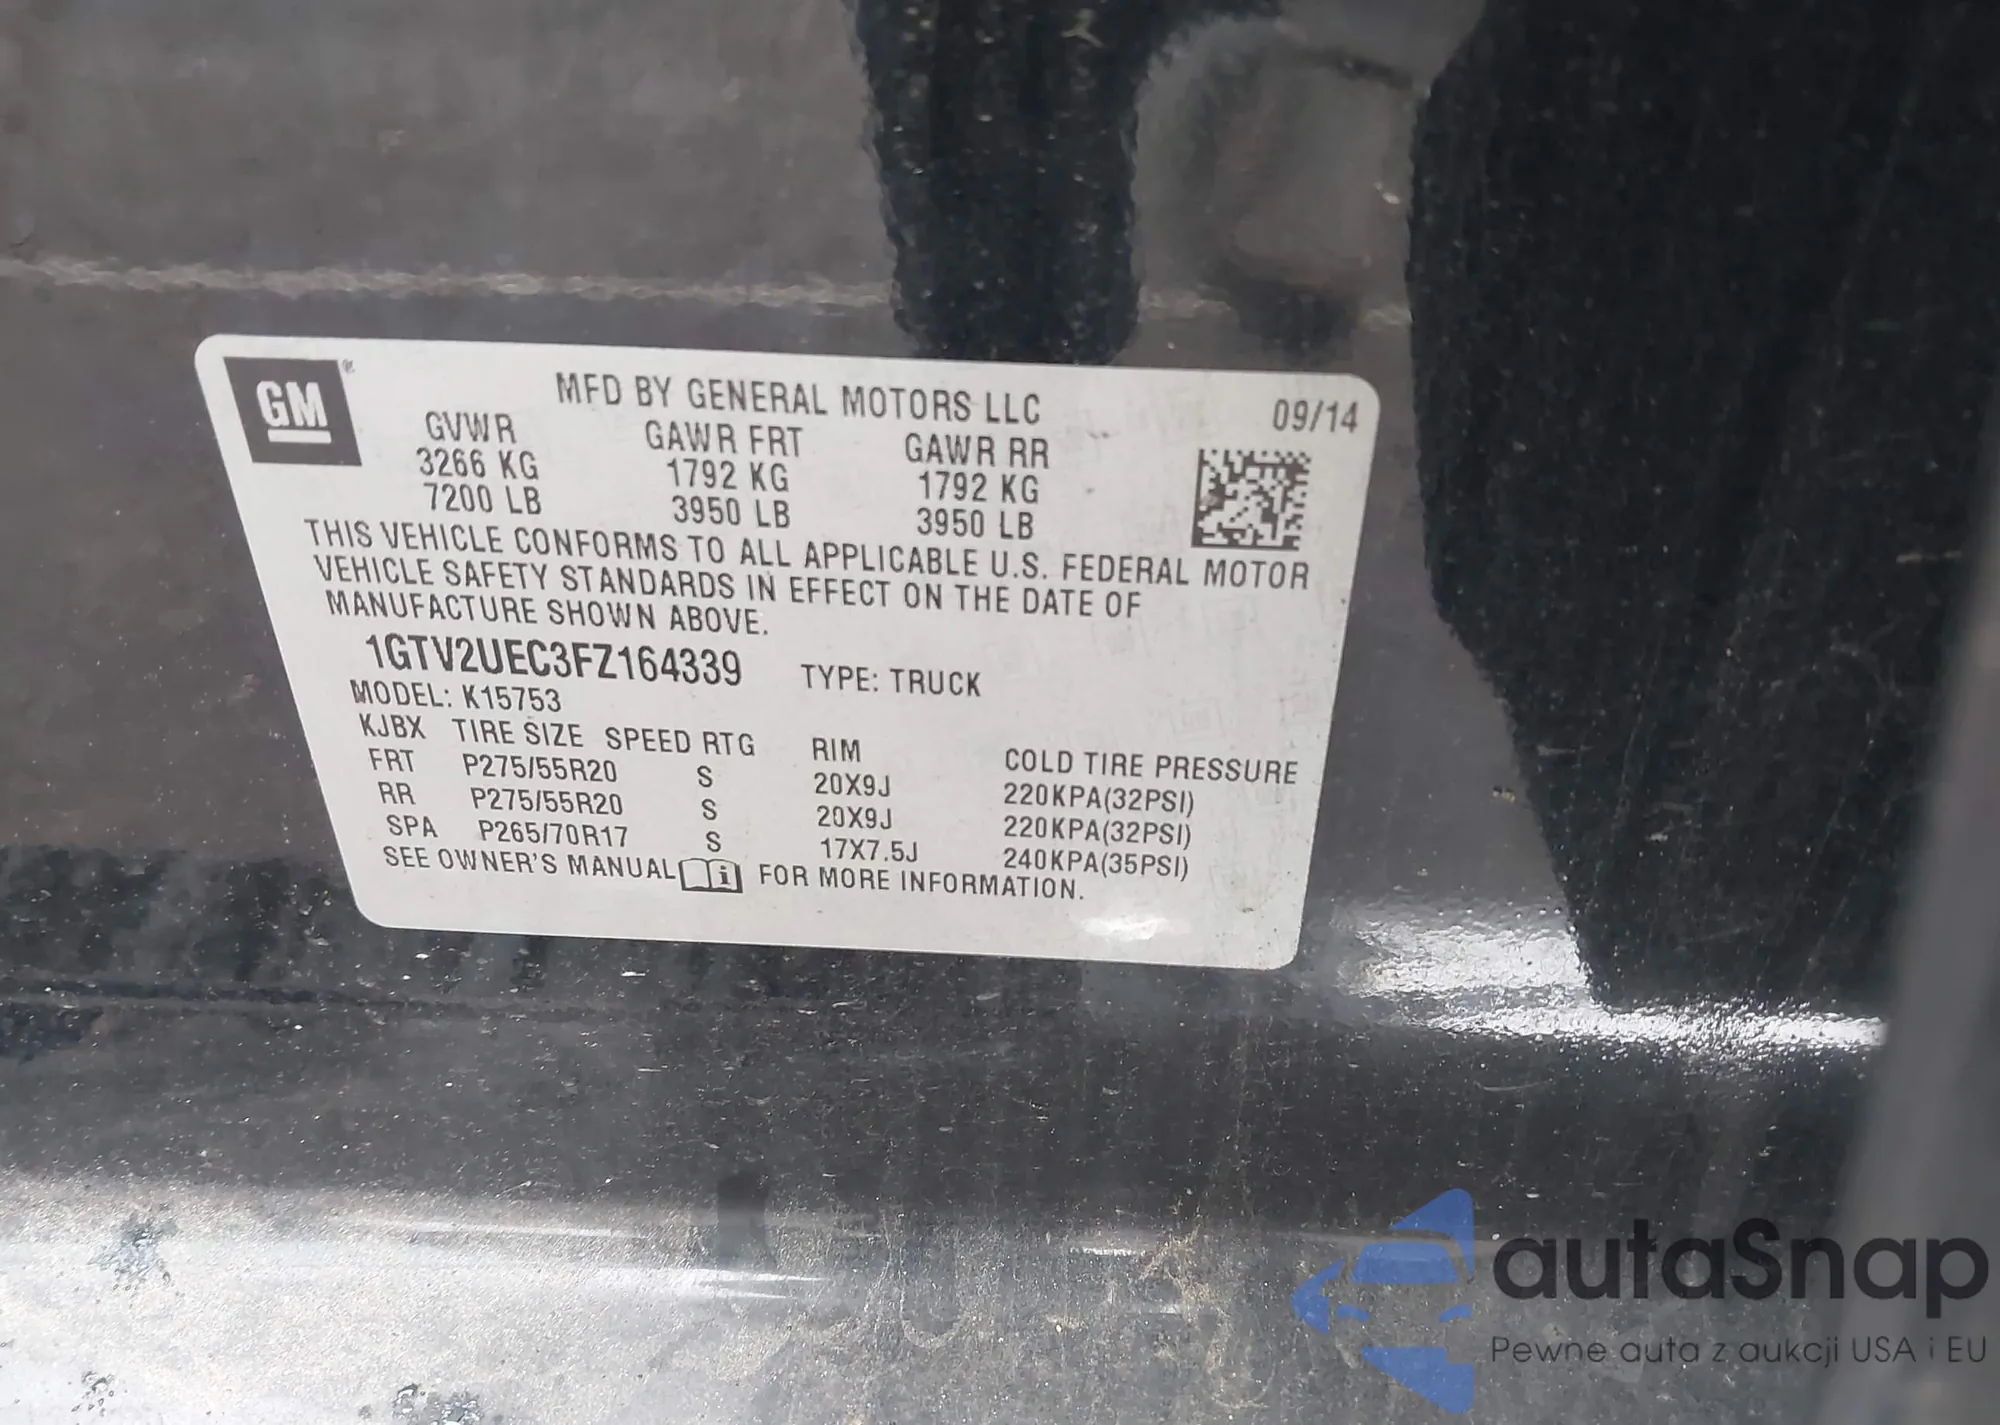 GM
MFD BY GENERAL MOTORS LLC 09/14
GVWR GAWR FRT GAWR RR
3266 KG 1792 KG 1792 KG
7200 LB 3950 LB 3950 LB
THIS VEHICLE CONFORMS TO ALL APPLICABLE U.S. FEDERAL MOTOR
VEHICLE SAFETY STANDARDS IN EFFECT ON THE DATE OF
MANUFACTURE SHOWN ABOVE.
1GTV2UEC3FZ164339 TYPE: TRUCK
MODEL: K15753
KJBX TIRE SIZE SPEED RTG RIM COLD TIRE PRESSURE
FRT P275/55R20 S 20X9J 220KPA(32PSI)
RR P275/55R20 S 20X9J 220KPA(32PSI)
SPA P265/70R17 S 17X7.5J 240KPA(35PSI)
SEE OWNER'S MANUAL i FOR MORE INFORMATION.
autaSnap
Pewne auta z aukcji USA i EU